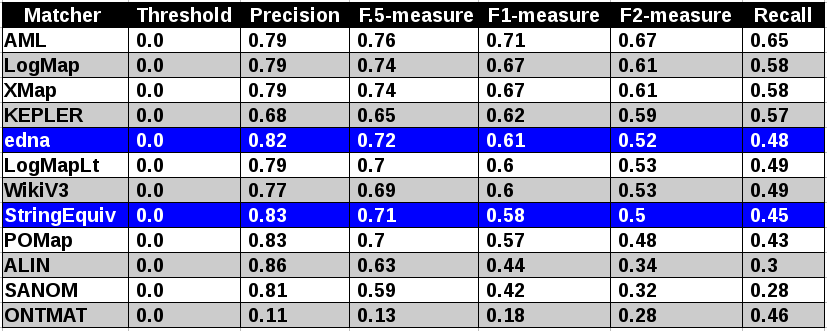 Matcher Threshold Precision F.5-measure F1-measure F2-measure Recall
AML 0.0 0.79 0.76 0.71 0.67 0.65
LogMap 0.0 0.79 0.74 0.67 0.61 0.58
XMap 0.0 0.79 0.74 0.67 0.61 0.58
KEPLER 0.0 0.68 0.65 0.62 0.59 0.57
edna 0.0 0.82 0.72 0.61 0.52 0.48
LogMapLt 0.0 0.79 0.7 0.6 0.53 0.49
WikiV3 0.0 0.77 0.69 0.6 0.53 0.49
StringEquiv 0.0 0.83 0.71 0.58 0.5 0.45
POMap 0.0 0.83 0.7 0.57 0.48 0.43
ALIN 0.0 0.86 0.63 0.44 0.34 0.3
SANOM 0.0 0.81 0.59 0.42 0.32 0.28
ONTMAT 0.0 0.11 0.13 0.18 0.28 0.46